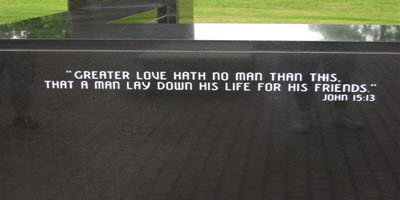 "GREATER LOVE HATH NO MAN THAN THIS,
THAT A MAN LAY DOWN HIS LIFE FOR HIS FRIENDS."
JOHN 15:13